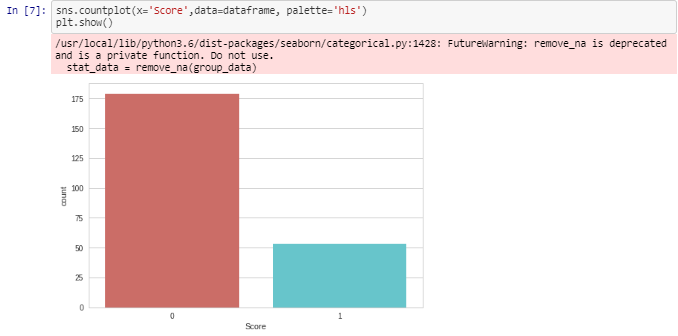 In [7]: sns.countplot(x='Score',data=dataframe, palette='hls')
plt.show()
/usr/local/lib/python3.6/dist-packages/seaborn/categorical.py:1428: FutureWarning: remove_na is deprecated
and is a private function. Do not use.
stat_data = remove_na(group_data)
175
150
125
100
75
50
25
0
count
0 1
Score